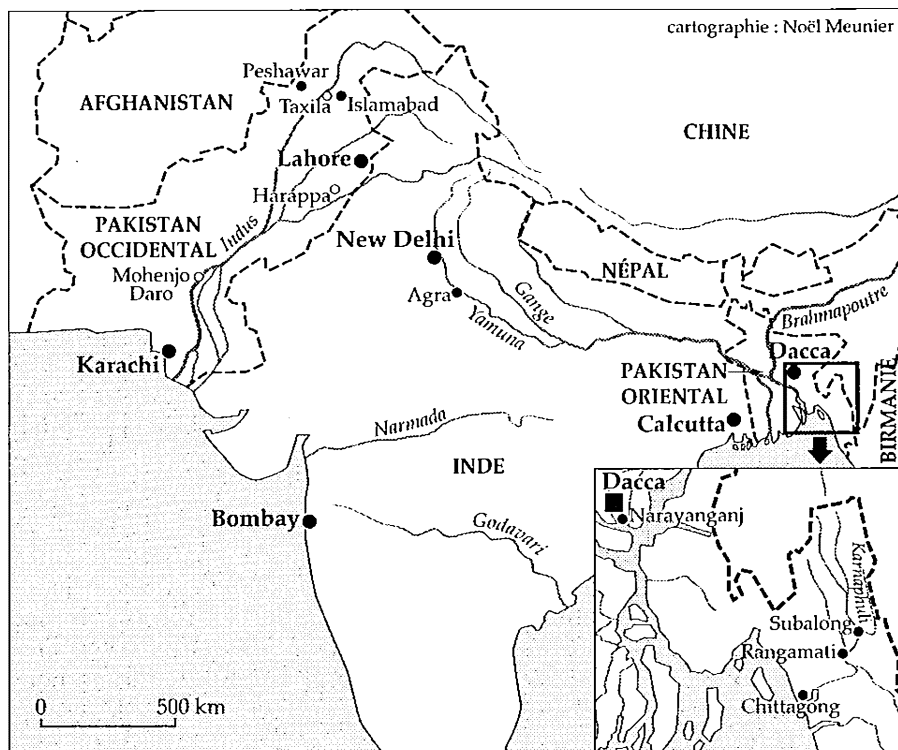 cartographie : Noël Meunier
Peshawar
AFGHANISTAN
Taxila
Islamabad
CHINE
Lahore
Harappa
PAKISTAN
OCCIDENTAL
Indus
New Delhi
NÉPAL
Mohenjo
Daro
Agra
Gange
Yamuna
Brahmapoutre
Karachi
Dacca
PAKISTAN
ORIENTAL
Calcutta
BIRMANIE
Narmada
INDE
Dacca
Narayanganj
Bombay
Godavari
Karnaphuli
Subalong
Rangamati
Chittagong
0 500 km